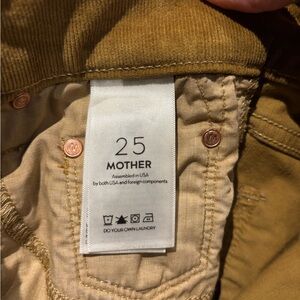 25
MOTHER
Assembled in USA
by both USA and foreign components
DO YOUR OWN LAUNDRY